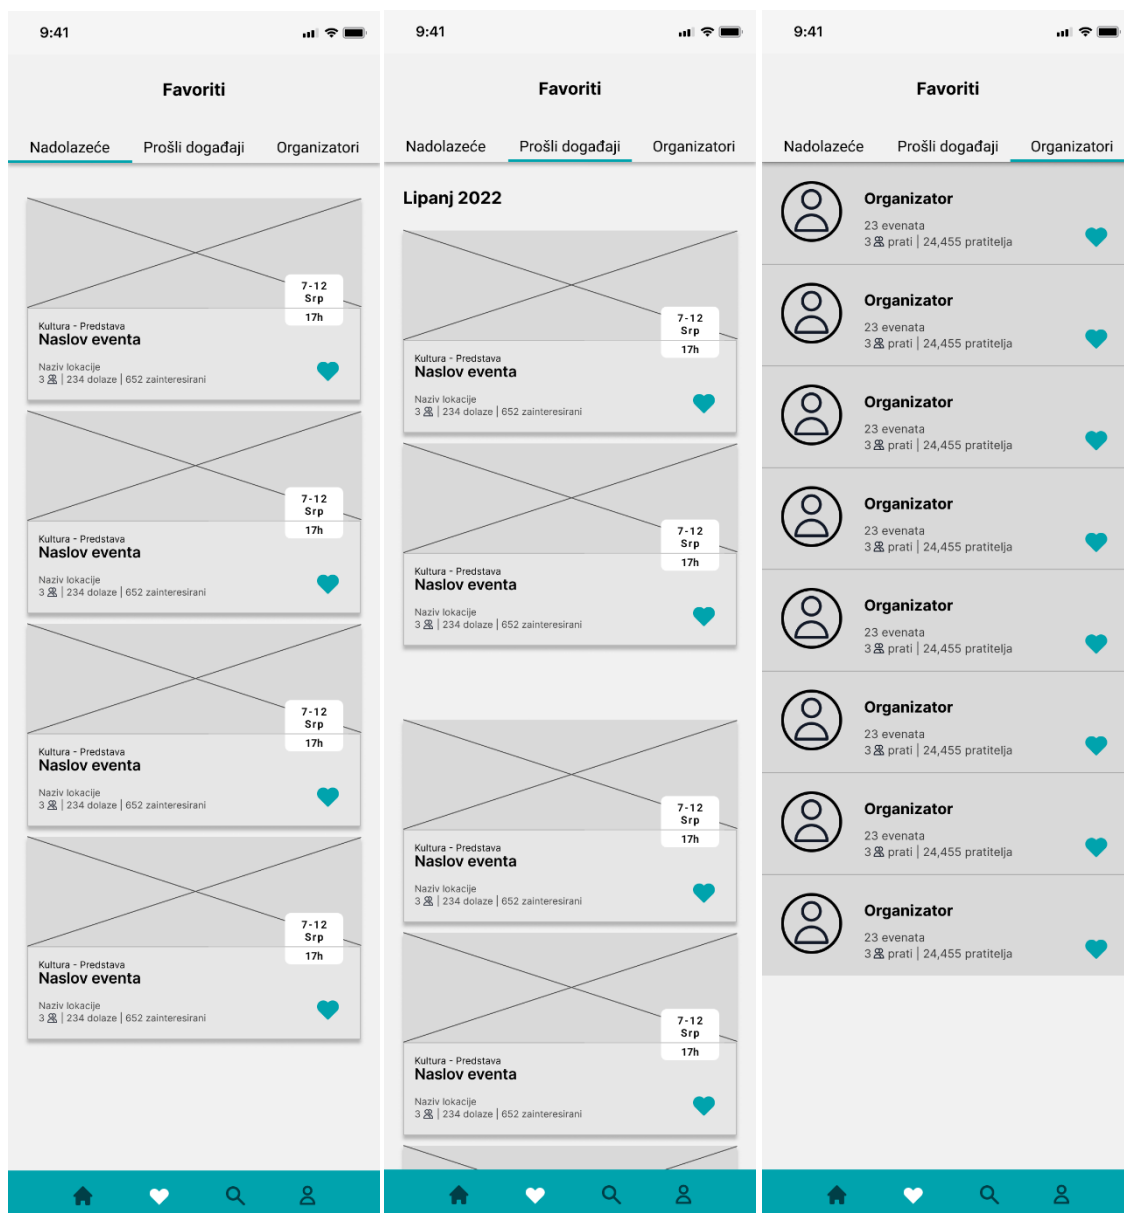 9:41
Favoriti
Nadolazeće Prošli događaji Organizatori
7-12
Srp
17h
Kultura - Predstava
Naslov eventa
Naziv lokacije
3 | 234 dolaze | 652 zainteresirani
7-12
Srp
17h
Kultura - Predstava
Naslov eventa
Naziv lokacije
3 | 234 dolaze | 652 zainteresirani
7-12
Srp
17h
Kultura - Predstava
Naslov eventa
Naziv lokacije
3 | 234 dolaze | 652 zainteresirani
7-12
Srp
17h
Kultura - Predstava
Naslov eventa
Naziv lokacije
3 | 234 dolaze | 652 zainteresirani
9:41
Favoriti
Nadolazeće Prošli događaji Organizatori
Lipanj 2022
7-12
Srp
17h
Kultura - Predstava
Naslov eventa
Naziv lokacije
3 | 234 dolaze | 652 zainteresirani
7-12
Srp
17h
Kultura - Predstava
Naslov eventa
Naziv lokacije
3 | 234 dolaze | 652 zainteresirani
7-12
Srp
17h
Kultura - Predstava
Naslov eventa
Naziv lokacije
3 | 234 dolaze | 652 zainteresirani
7-12
Srp
17h
Kultura - Predstava
Naslov eventa
Naziv lokacije
3 | 234 dolaze | 652 zainteresirani
9:41
Favoriti
Nadolazeće Prošli događaji Organizatori
Organizator
23 evenata
3 prati | 24,455 pratitelja
Organizator
23 evenata
3 prati | 24,455 pratitelja
Organizator
23 evenata
3 prati | 24,455 pratitelja
Organizator
23 evenata
3 prati | 24,455 pratitelja
Organizator
23 evenata
3 prati | 24,455 pratitelja
Organizator
23 evenata
3 prati | 24,455 pratitelja
Organizator
23 evenata
3 prati | 24,455 pratitelja
Organizator
23 evenata
3 prati | 24,455 pratitelja